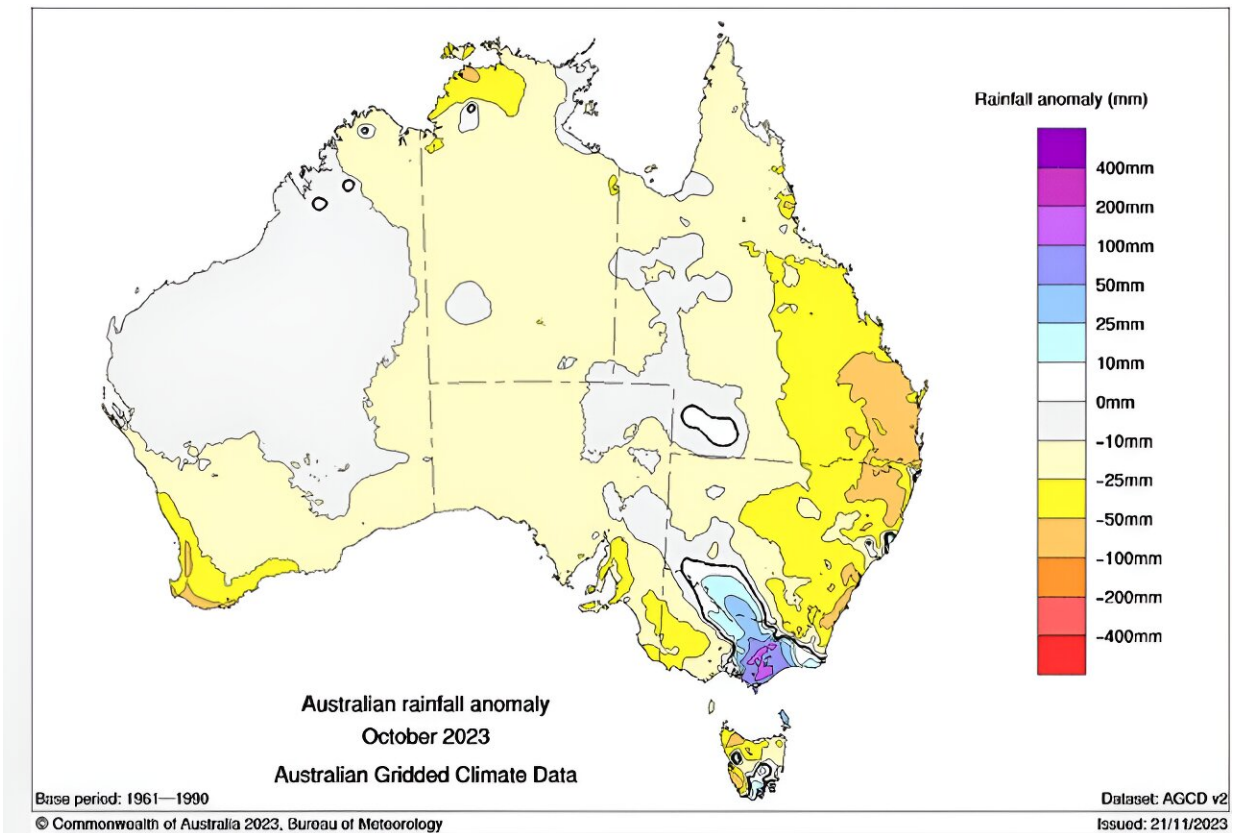 Rainfall anomaly (mm)
400mm
200mm
100mm
50mm
25mm
10mm
0mm
-10mm
-25mm
-50mm
-100mm
-200mm
-400mm
Australian rainfall anomaly
October 2023
Australian Gridded Climate Data
Base period: 1961—1990
Dataset: AGCD v2
© Commonwealth of Australia 2023, Bureau of Meteorology
Issued: 21/11/2023